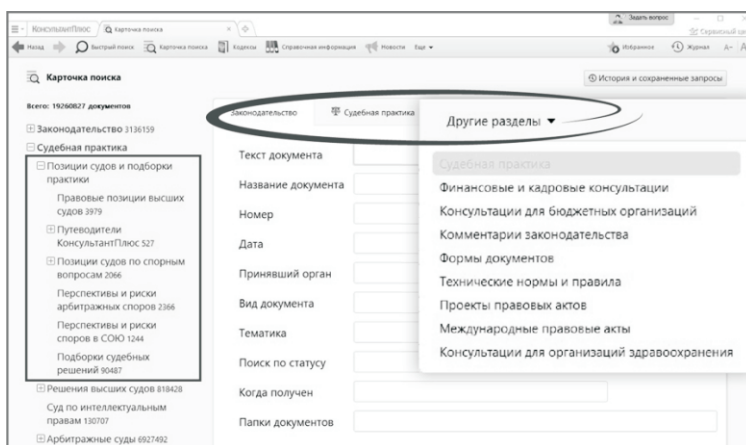 КонсультантПлюс
Карточка поиска
Задать вопрос
Сервисный це
Назад
Быстрый поиск
Карточка поиска
Кодексы
Справочная информация
Новости
Еще
Избранное
Журнал
А-
А
Карточка поиска
История и сохраненные запросы
Всего: 19260827 документов
Законодательство 3136159
Судебная практика
Позиции судов и подборки
практики
Правовые позиции высших
судов 3979
Путеводители
КонсультантПлюс 527
Позиции судов по спорным
вопросам 2066
Перспективы и риски
арбитражных споров 2366
Перспективы и риски
споров в СОЮ 1244
Подборки судебных
решений 90487
Решения высших судов 818428
Суд по интеллектуальным
правам 130707
Арбитражные суды 6927492
Законодательство
Судебная практика
Другие разделы
Текст документа
Название документа
Номер
Дата
Принявший орган
Вид документа
Тематика
Поиск по статусу
Когда получен
Папки документов
Судебная практика
Финансовые и кадровые консультации
Консультации для бюджетных организаций
Комментарии законодательства
Формы документов
Технические нормы и правила
Проекты правовых актов
Международные правовые акты
Консультации для организаций здравоохранения